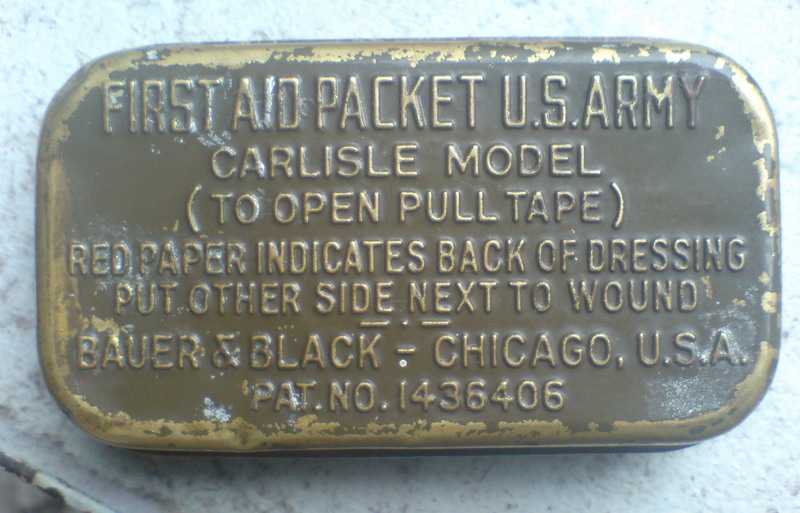 FIRST AID PACKET U.S. ARMY
CARLISLE MODEL
(TO OPEN PULL TAPE)
RED PAPER INDICATES BACK OF DRESSING
PUT OTHER SIDE NEXT TO WOUND
BAUER & BLACK – CHICAGO, U.S.A.
PAT. NO. 1436406